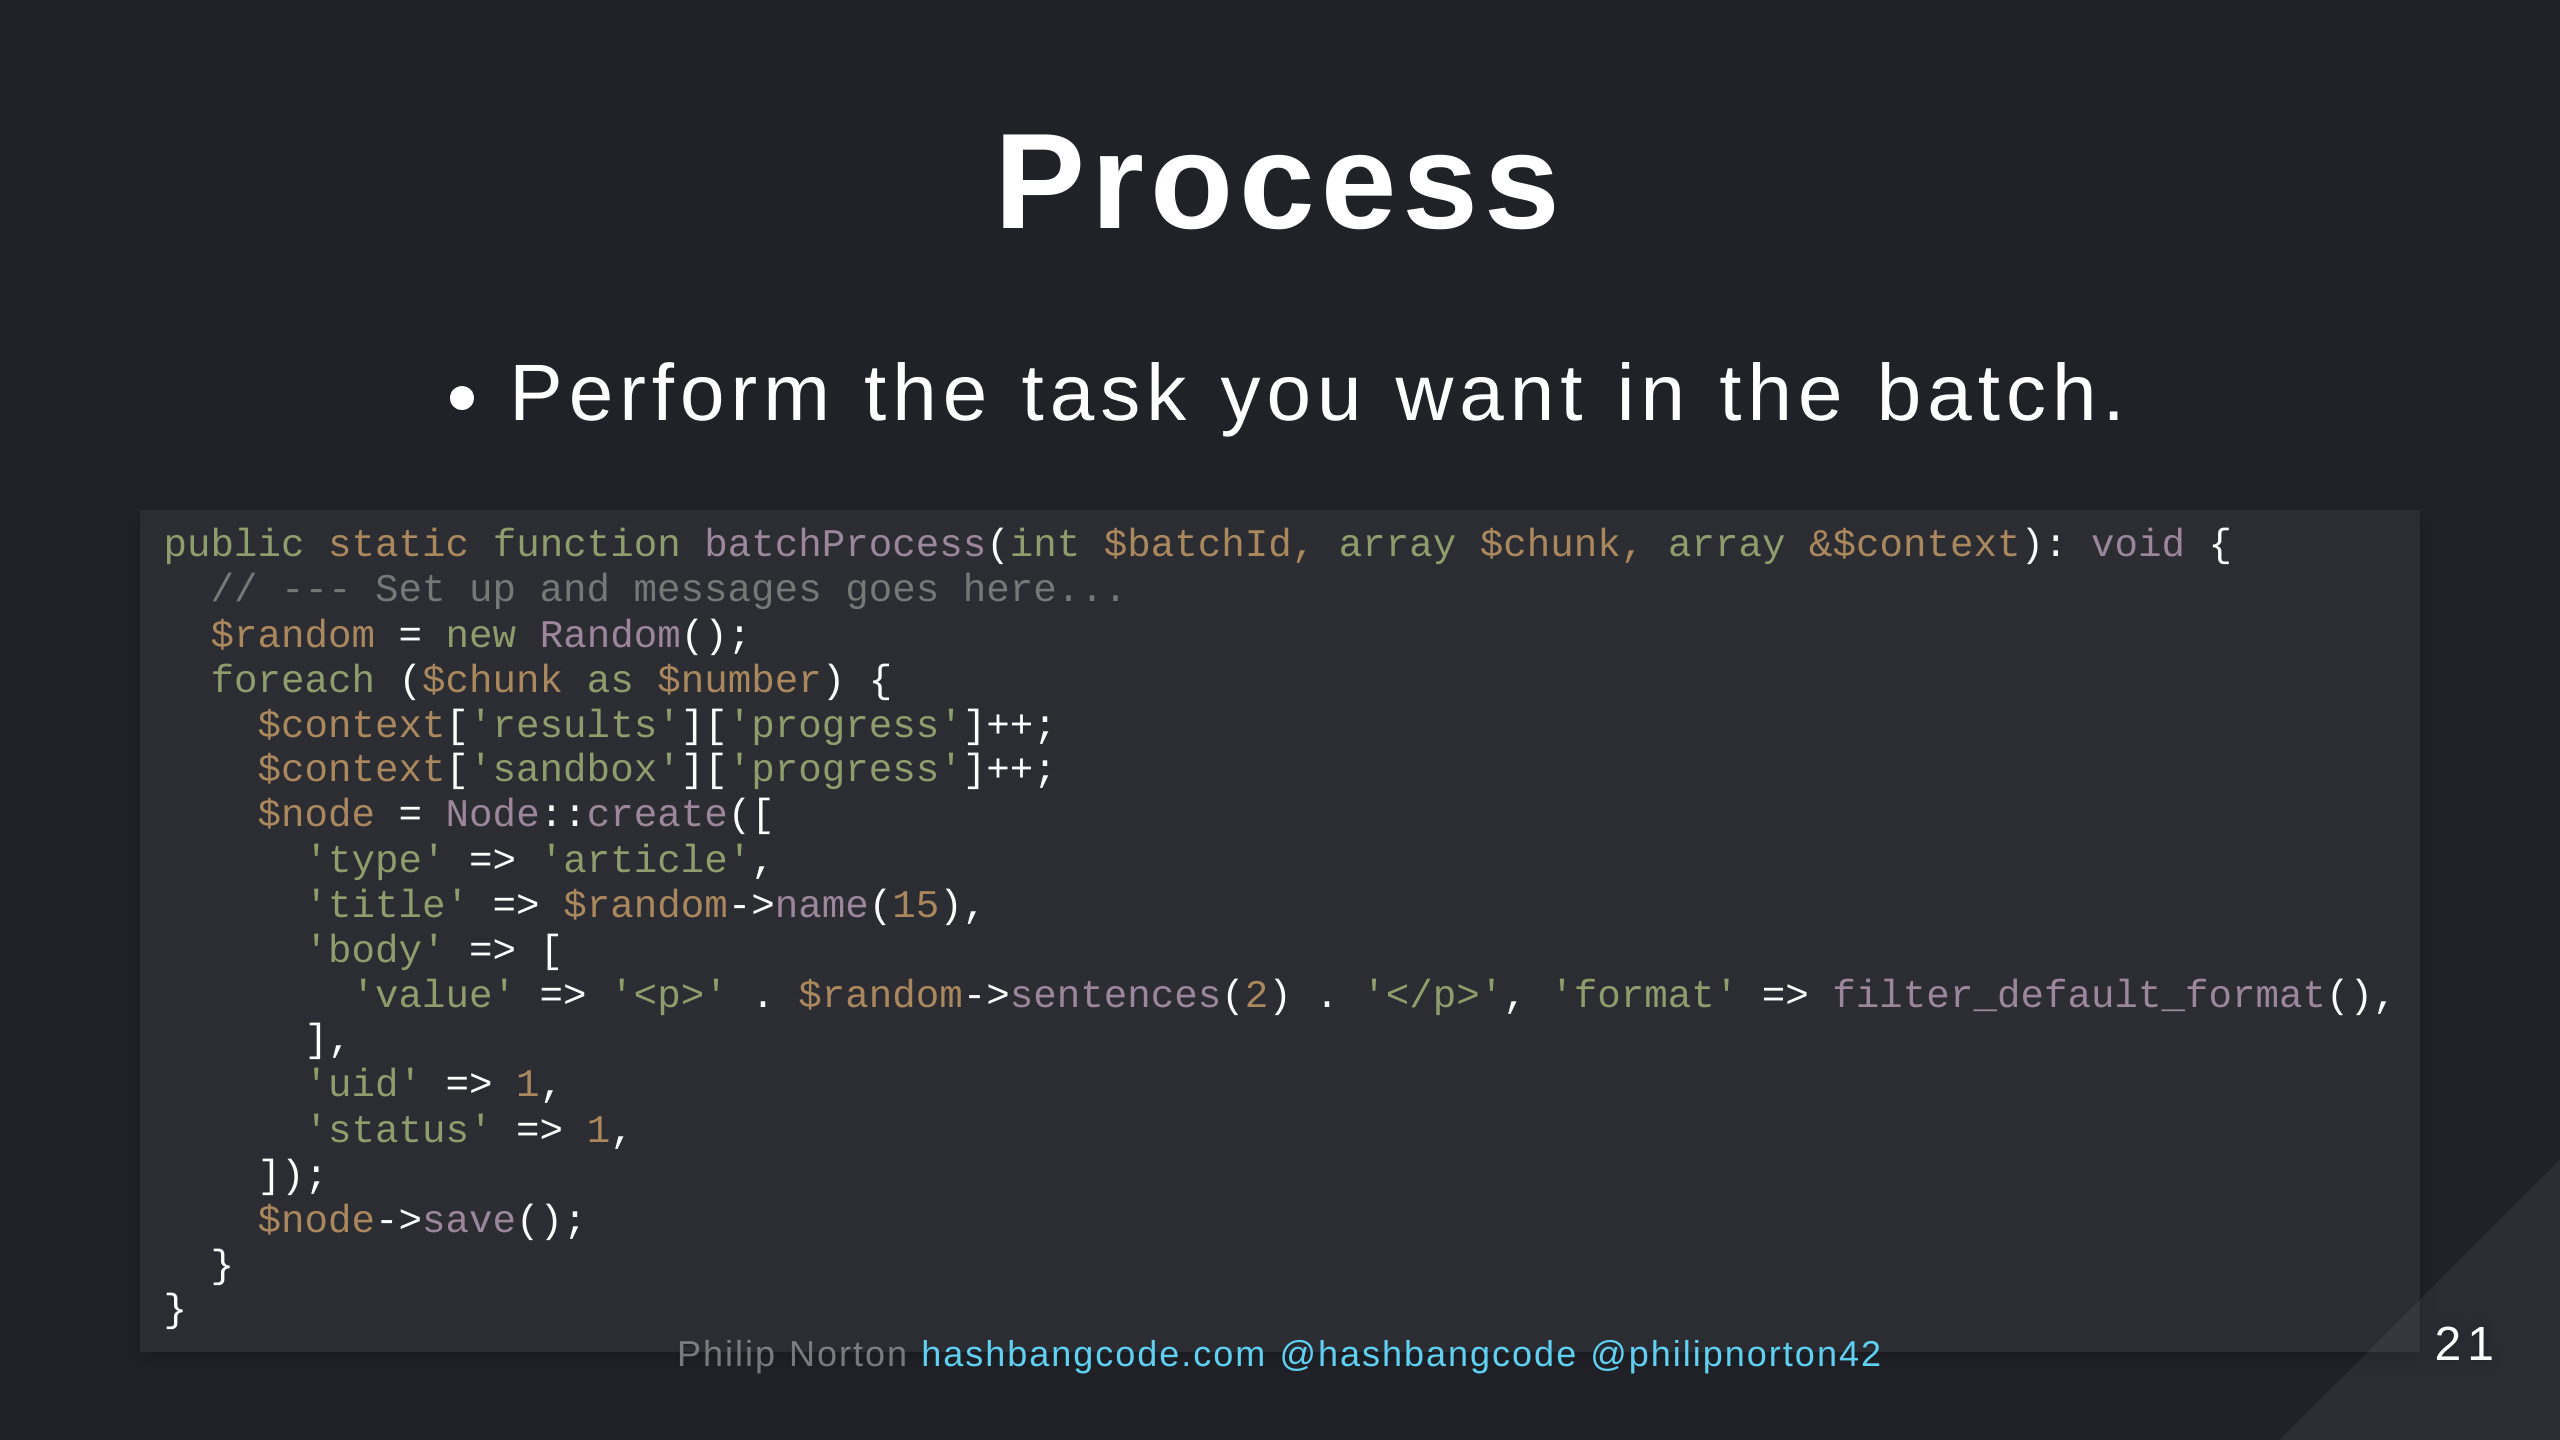 Process
• Perform the task you want in the batch.
public static function batchProcess(int $batchId, array $chunk, array &$context): void {
  // --- Set up and messages goes here...
  $random = new Random();
  foreach ($chunk as $number) {
    $context['results']['progress']++;
    $context['sandbox']['progress']++;
    $node = Node::create([
      'type' => 'article',
      'title' => $random->name(15),
      'body' => [
        'value' => '<p>' . $random->sentences(2) . '</p>', 'format' => filter_default_format(),
      ],
      'uid' => 1,
      'status' => 1,
    ]);
    $node->save();
  }
}
Philip Norton hashbangcode.com @hashbangcode @philipnorton42
21